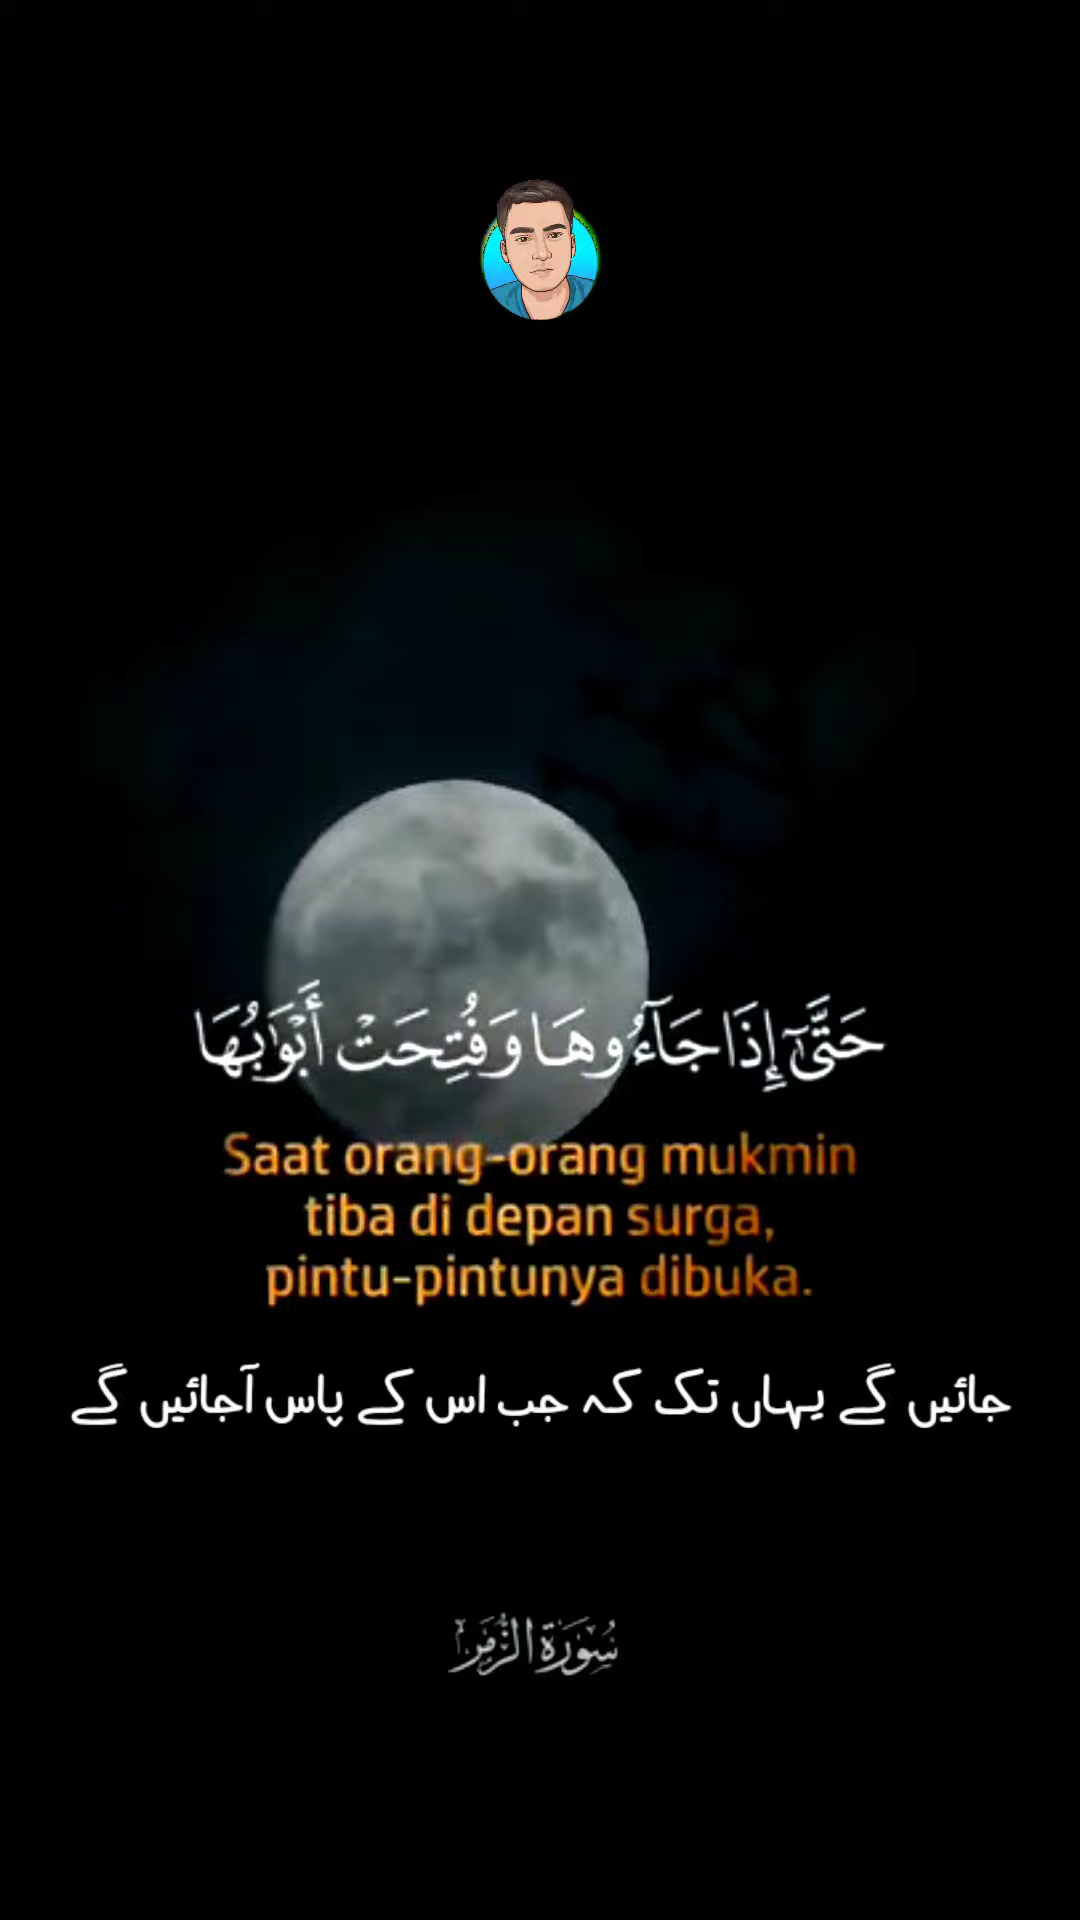 حَتَّىٰٓ إِذَا جَآءُوهَا وَفُتِحَتْ أَبْوَٰبُهَا
Saat orang-orang mukmin
tiba di depan surga,
pintu-pintunya dibuka.
جائیں گے یہاں تک کہ جب اس کے پاس آجائیں گے
سُورَةُ الزُّمَر